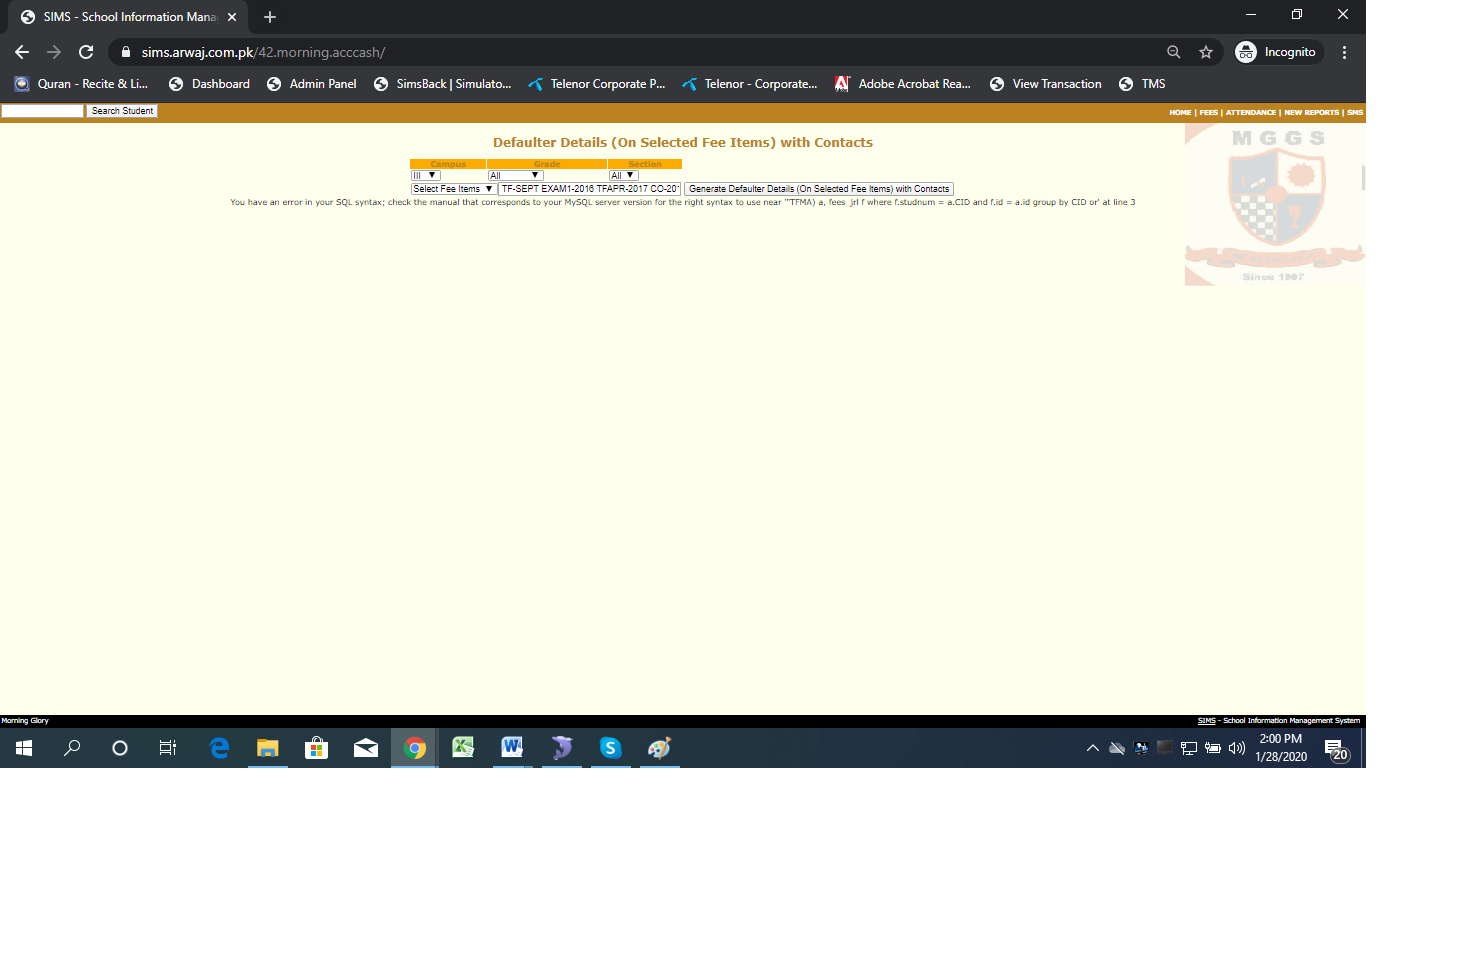 SIMS - School Information Mana
sims.arwaj.com.pk/42.morning.acccash/
Incognito
Quran - Recite & Li... Dashboard Admin Panel SimsBack | Simulato... Telenor Corporate P... Telenor - Corporate... Adobe Acrobat Rea... View Transaction TMS
Search Student HOME | FEES | ATTENDANCE | NEW REPORTS | SMS
MGGS
Defaulter Details (On Selected Fee Items) with Contacts
Campus Grade Section
III All All
Select Fee Items TF-SEPT EXAM1-2016 TFAPR-2017 CO-201 Generate Defaulter Details (On Selected Fee Items) with Contacts
You have an error in your SQL syntax; check the manual that corresponds to your MySQL server version for the right syntax to use near '"TFMA) a, fees_jrl f where f.studnum = a.CID and f.id = a.id group by CID or' at line 3
Since 1997
Morning Glory SIMS - School Information Management System
2:00 PM
1/28/2020
20